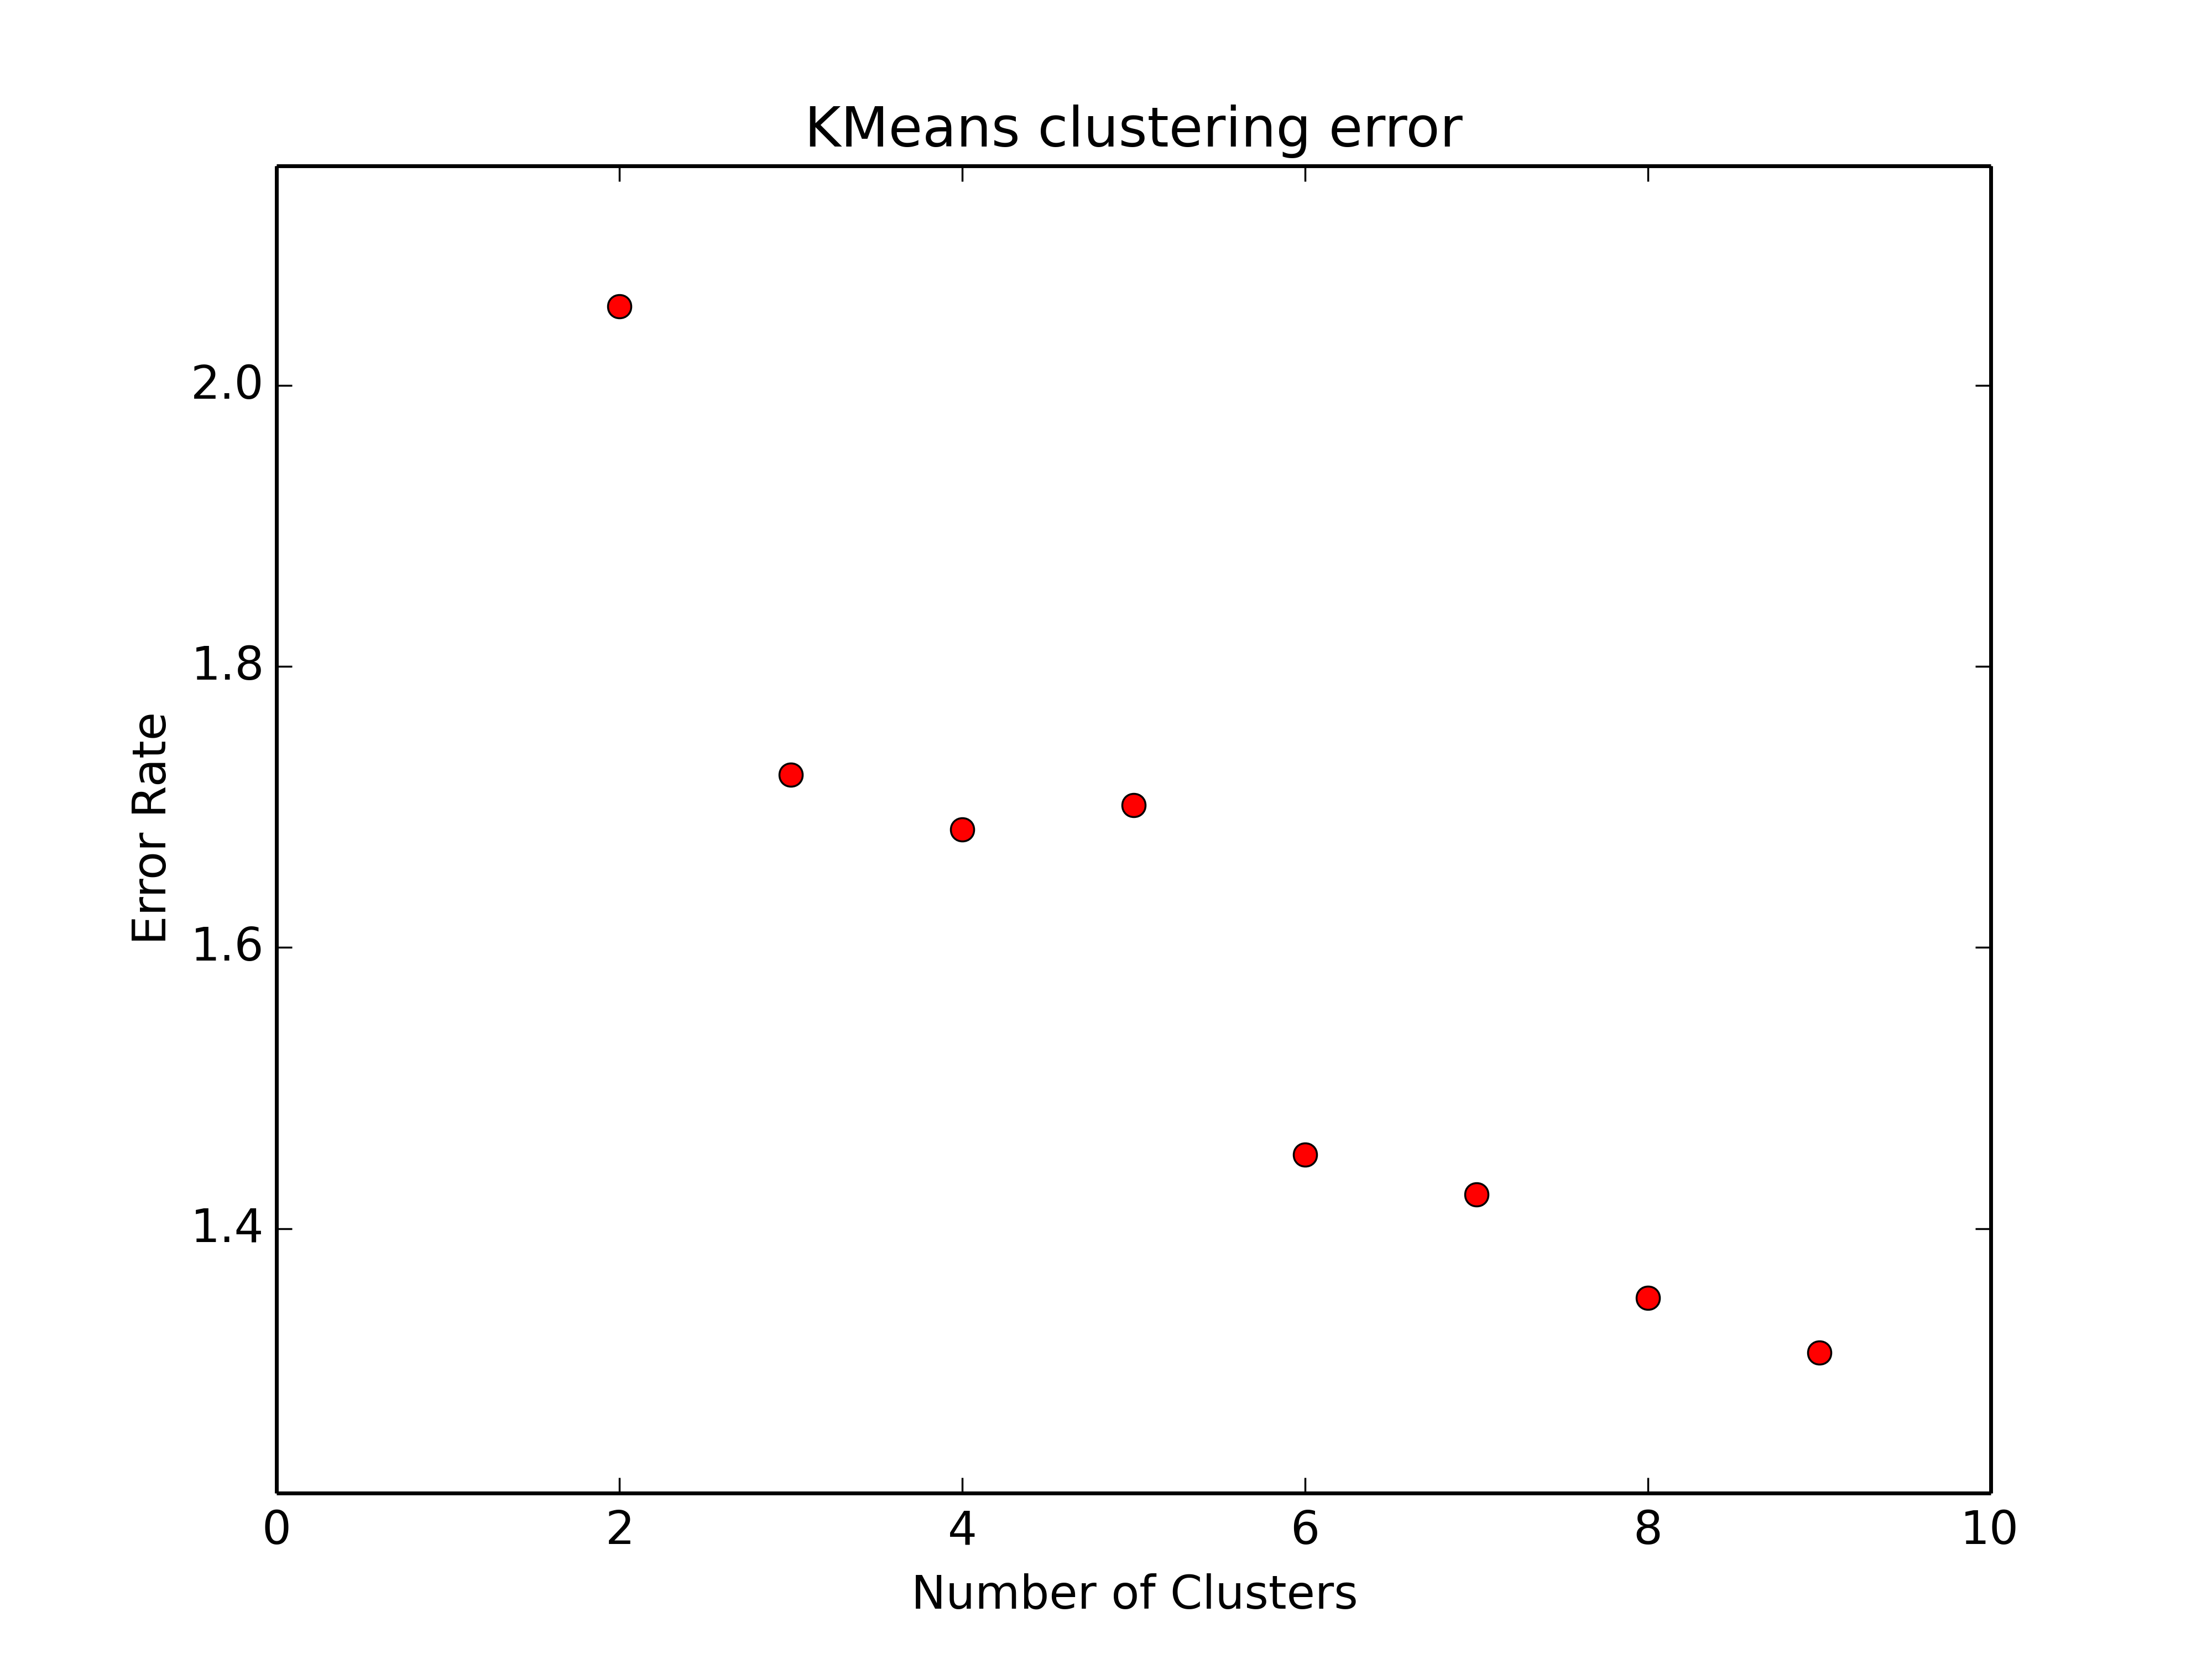 KMeans clustering error
2.0
1.8
1.6
1.4
Error Rate
0 2 4 6 8 10
Number of Clusters